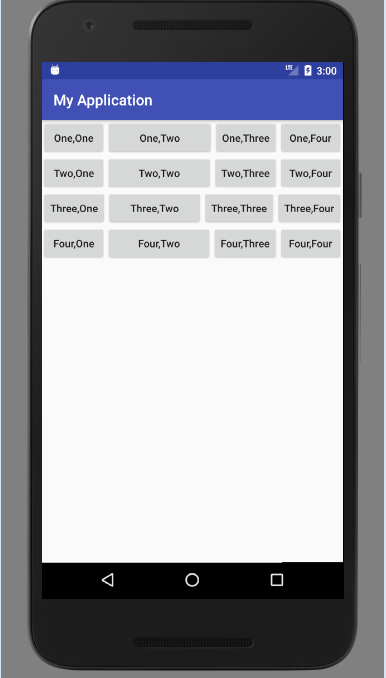 LTE 3:00
My Application
One,One One,Two One,Three One,Four
Two,One Two,Two Two,Three Two,Four
Three,One Three,Two Three,Three Three,Four
Four,One Four,Two Four,Three Four,Four